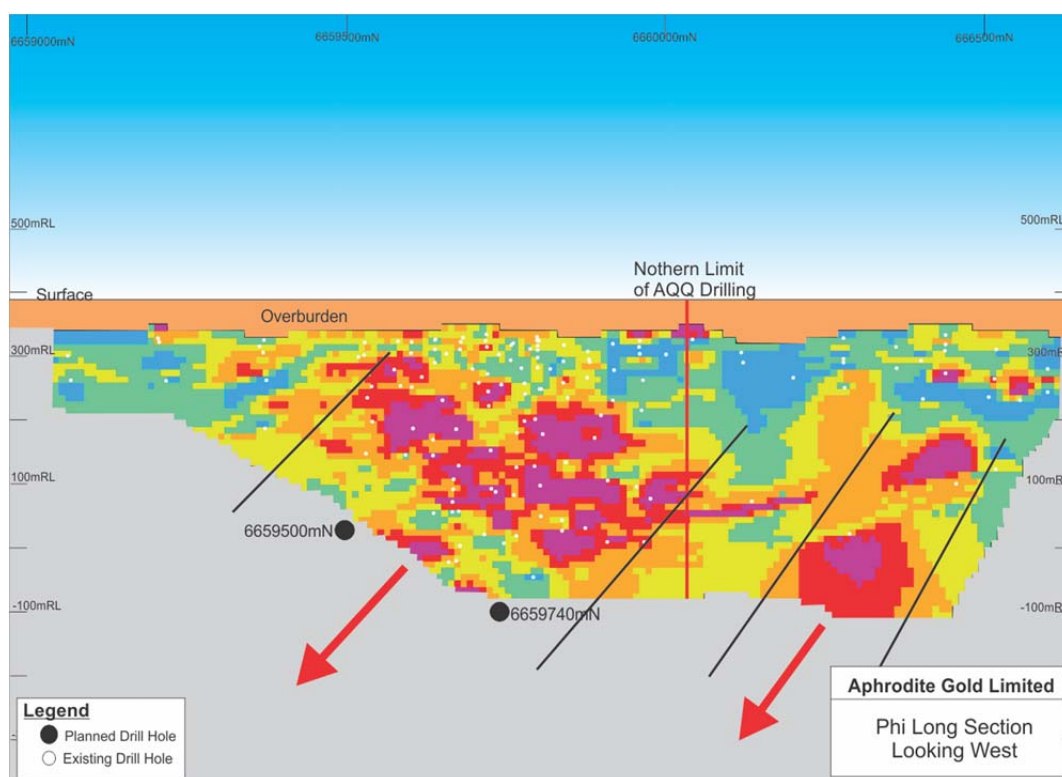 6659000mN
6659500mN
6660000mN
6660500mN
500mRL
500mRL
Nothern Limit
of AQQ Drilling
Surface
Overburden
300mRL
300mRL
100mRL
100mRL
6659500mN
-100mRL
-100mRL
6659740mN
Legend
Planned Drill Hole
Existing Drill Hole
Aphrodite Gold Limited
Phi Long Section
Looking West